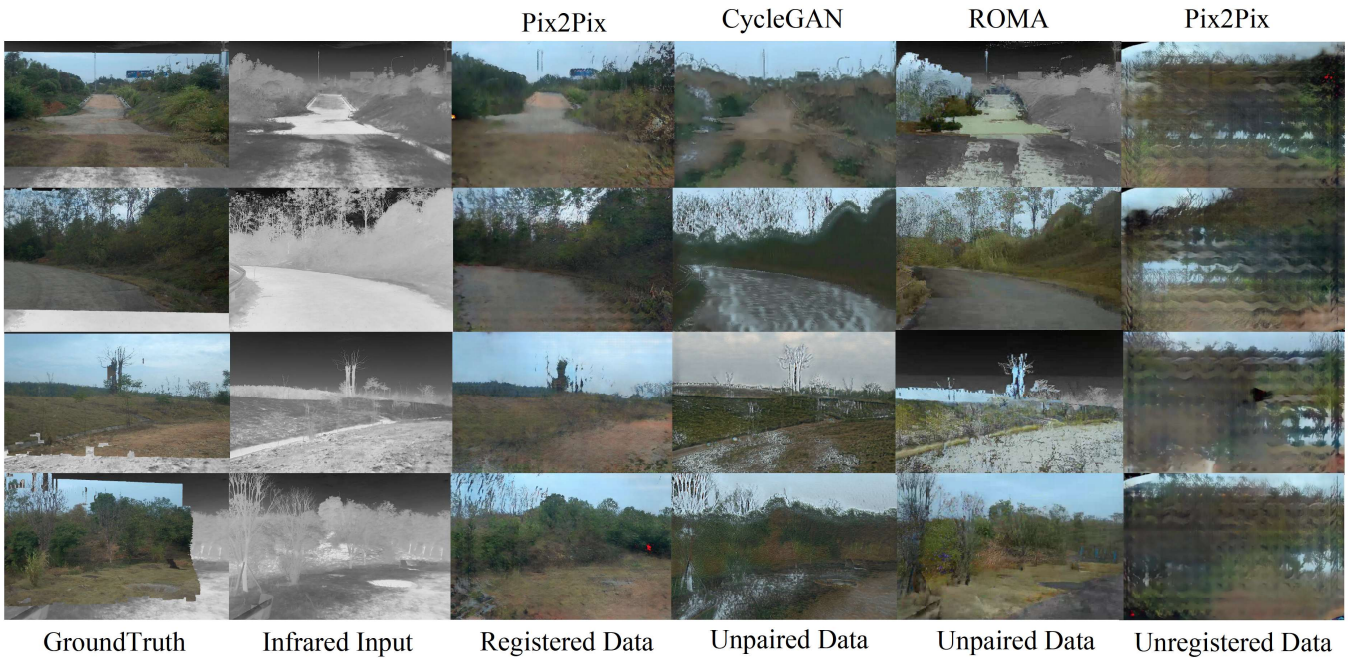 Pix2Pix CycleGAN ROMA Pix2Pix
GroundTruth Infrared Input Registered Data Unpaired Data Unpaired Data Unregistered Data